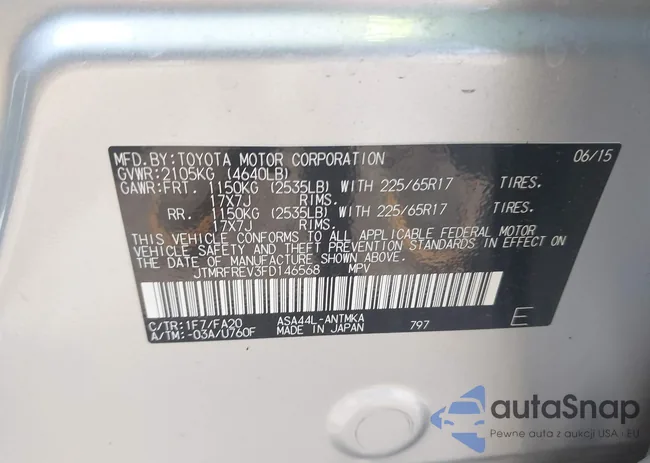 MFD.BY:TOYOTA MOTOR CORPORATION 06/15
GVWR:2105KG (4640LB)
GAWR:FRT. 1150KG (2535LB) WITH 225/65R17 TIRES.
17X7J RIMS.
RR. 1150KG (2535LB) WITH 225/65R17 TIRES.
17X7J RIMS.
THIS VEHICLE CONFORMS TO ALL APPLICABLE FEDERAL MOTOR
VEHICLE SAFETY AND THEFT PREVENTION STANDARDS IN EFFECT ON
THE DATE OF MANUFACTURE SHOWN ABOVE.
JTMRFREV3FD146568 MPV
C/TR:1F7/FA20 ASA44L-ANTMKA
A/TM:-03A/U760F MADE IN JAPAN 797 E
autaSnap
Pewne auta z aukcji USA - EU